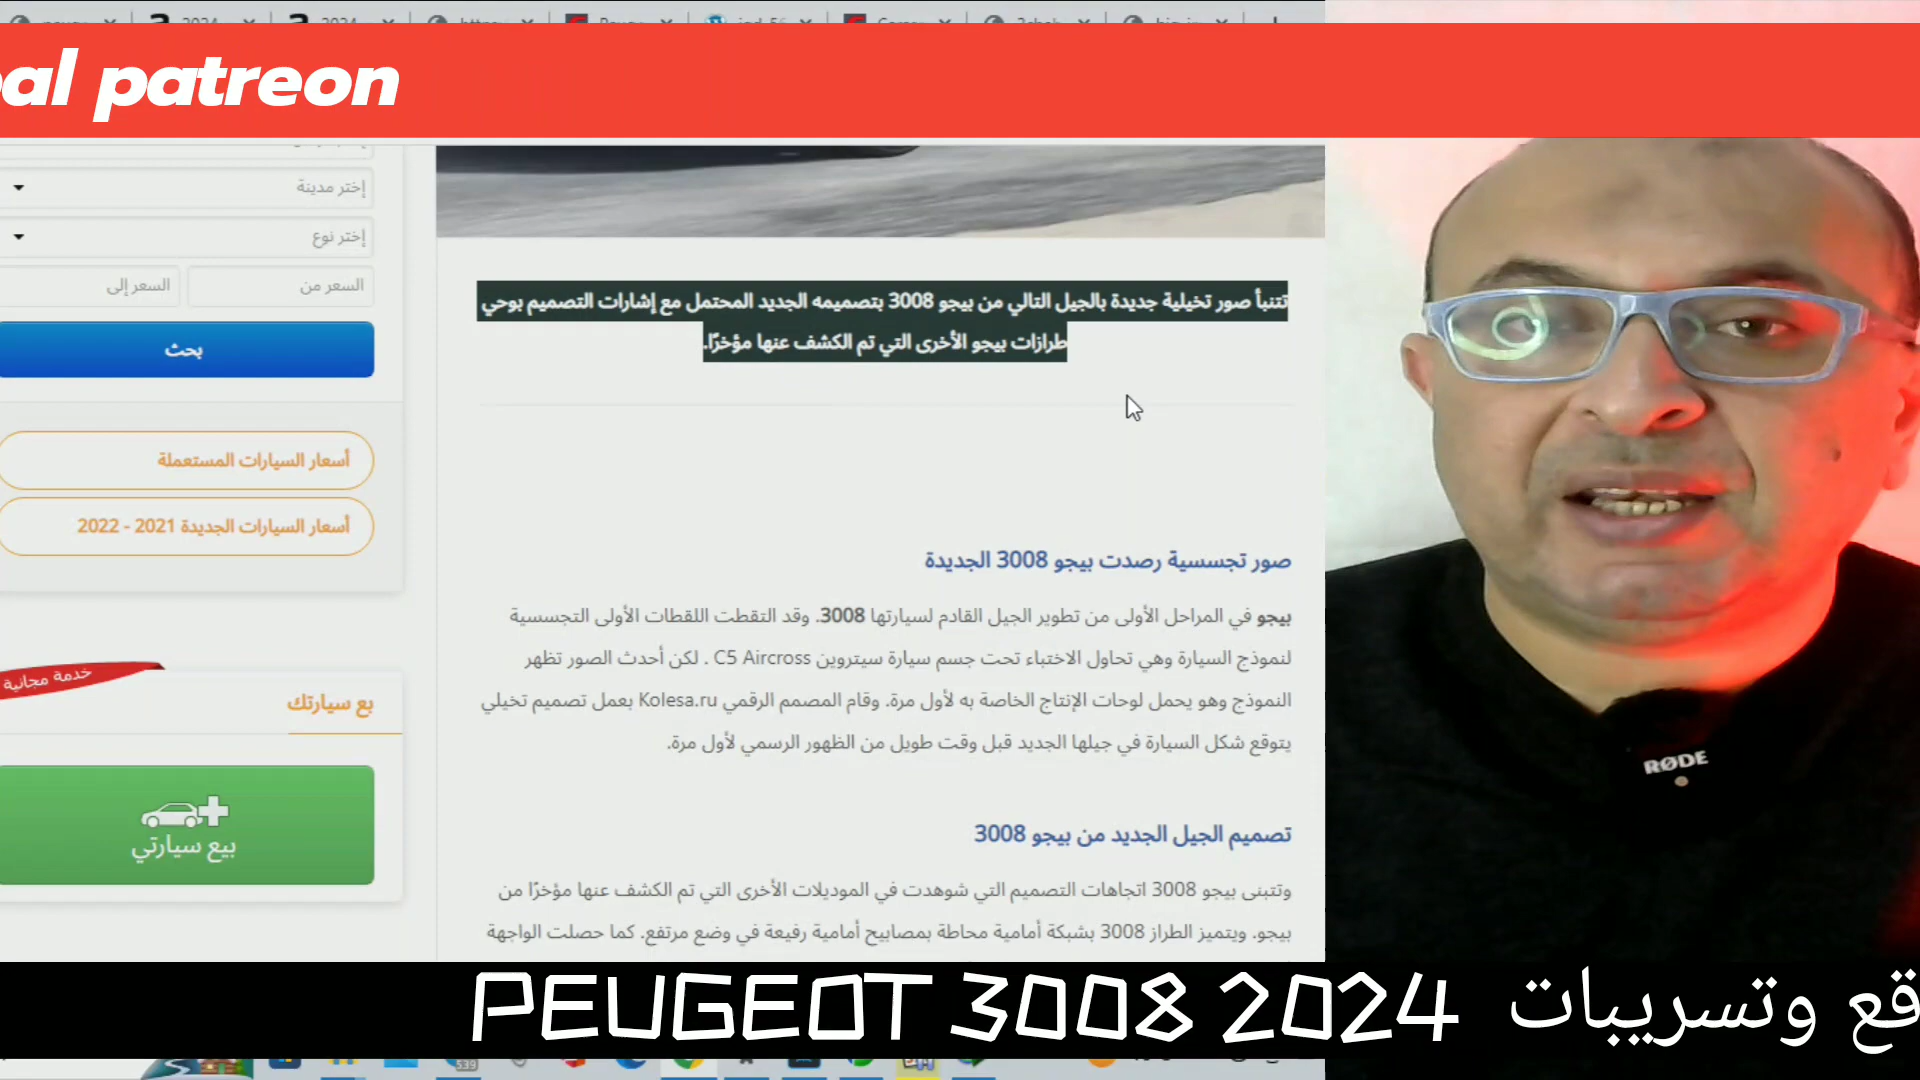 patreon
إختر مدينة
إختر نوع
السعر من
السعر إلى
بحث
أسعار السيارات المستعملة
أسعار السيارات الجديدة 2021 - 2022
خدمة مجانية
بع سيارتك
بيع سيارتي
تتنبأ صور تخيلية جديدة بالجيل التالي من بيجو 3008 بتصميمه الجديد المحتمل مع إشارات التصميم بوحي
طرازات بيجو الأخرى التي تم الكشف عنها مؤخرًا.
صور تجسسية رصدت بيجو 3008 الجديدة
بيجو في المراحل الأولى من تطوير الجيل القادم لسيارتها 3008. وقد التقطت اللقطات الأولى التجسسية
لنموذج السيارة وهي تحاول الاختباء تحت جسم سيارة سيتروين C5 Aircross . لكن أحدث الصور تظهر
النموذج وهو يحمل لوحات الإنتاج الخاصة به لأول مرة. وقام المصمم الرقمي Kolesa.ru بعمل تصميم تخيلي
يتوقع شكل السيارة في جيلها الجديد قبل وقت طويل من الظهور الرسمي لأول مرة.
تصميم الجيل الجديد من بيجو 3008
وتتبنى بيجو 3008 اتجاهات التصميم التي شوهدت في الموديلات الأخرى التي تم الكشف عنها مؤخرًا من
بيجو. ويتميز الطراز 3008 بشبكة أمامية محاطة بمصابيح أمامية رفيعة في وضع مرتفع. كما حصلت الواجهة
RØDE
وتسريبات PEUGEOT 3008 2024